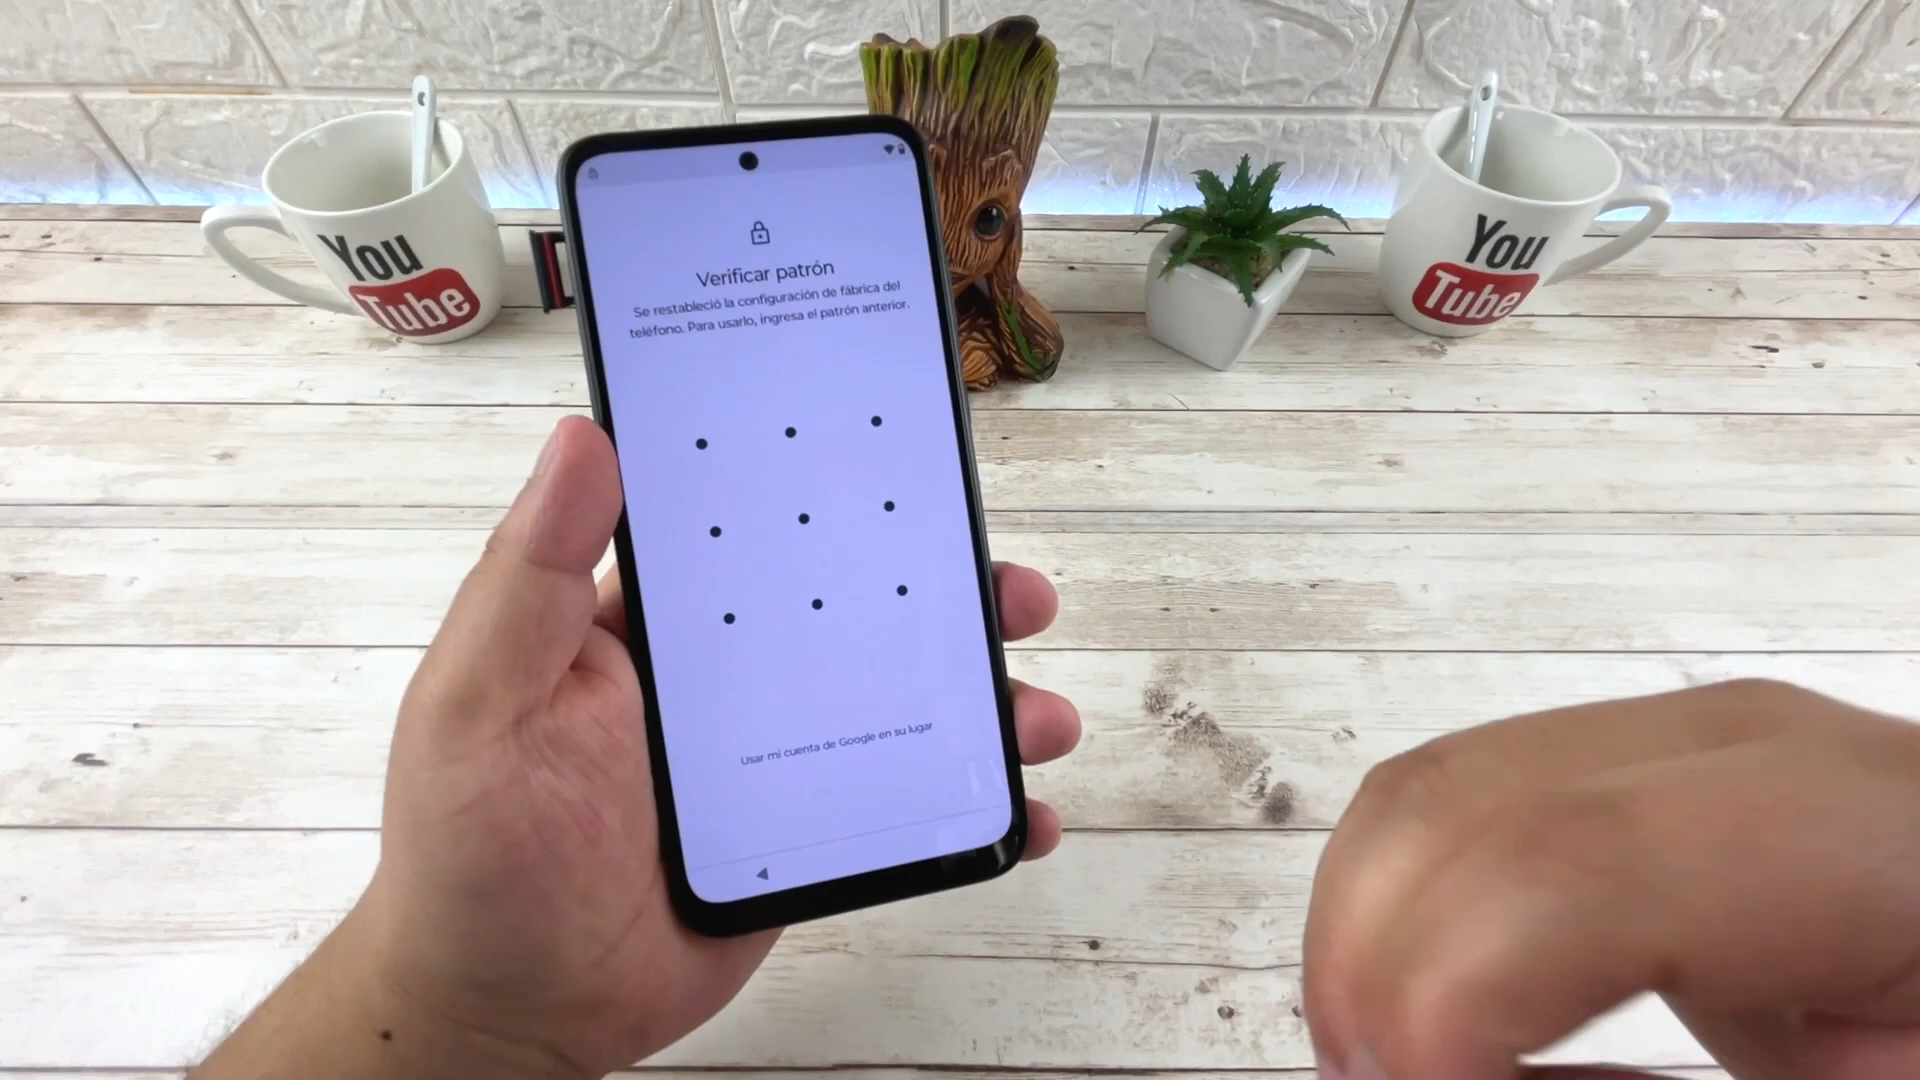 You
Tube
Verificar patrón
Se restableció la configuración de fábrica del
teléfono. Para usarlo, ingresa el patrón anterior.
Usar mi cuenta de Google en su lugar
You
Tube